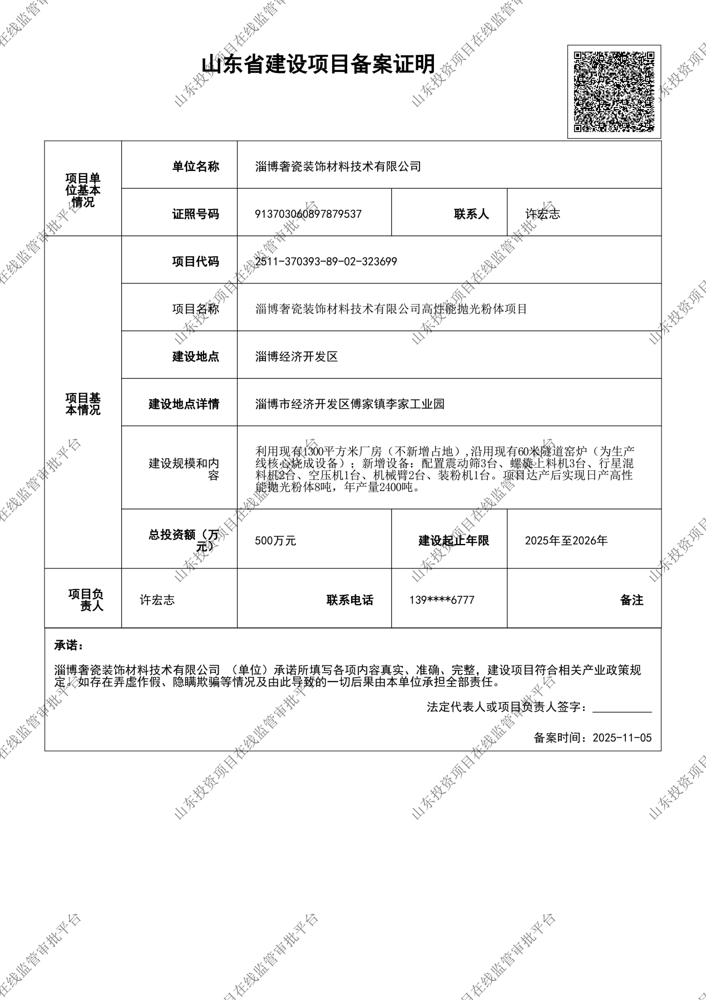 山东省建设项目备案证明
项目单
位基本
情况
单位名称
淄博奢瓷装饰材料技术有限公司
证照号码
913703060897879537
联系人
许宏志
项目基
本情况
项目代码
2511-370393-89-02-323699
项目名称
淄博奢瓷装饰材料技术有限公司高性能抛光粉体项目
建设地点
淄博经济开发区
建设地点详情
淄博市经济开发区傅家镇李家工业园
建设规模和内
容
利用现有1300平方米厂房（不新增占地）,沿用现有60米隧道窑炉（为生产
线核心烧成设备）；新增设备：配置震动筛3台、螺旋上料机3台、行星混
料机2台、空压机1台、机械臂2台、装粉机1台。项目达产后实现日产高性
能抛光粉体8吨，年产量2400吨。
总投资额（万
元）
500万元
建设起止年限
2025年至2026年
项目负
责人
许宏志
联系电话
139****6777
备注
承诺：
淄博奢瓷装饰材料技术有限公司 （单位）承诺所填写各项内容真实、准确、完整，建设项目符合相关产业政策规
定。如存在弄虚作假、隐瞒欺骗等情况及由此导致的一切后果由本单位承担全部责任。
法定代表人或项目负责人签字：
备案时间：2025-11-05
山东投资项目在线监管审批平台